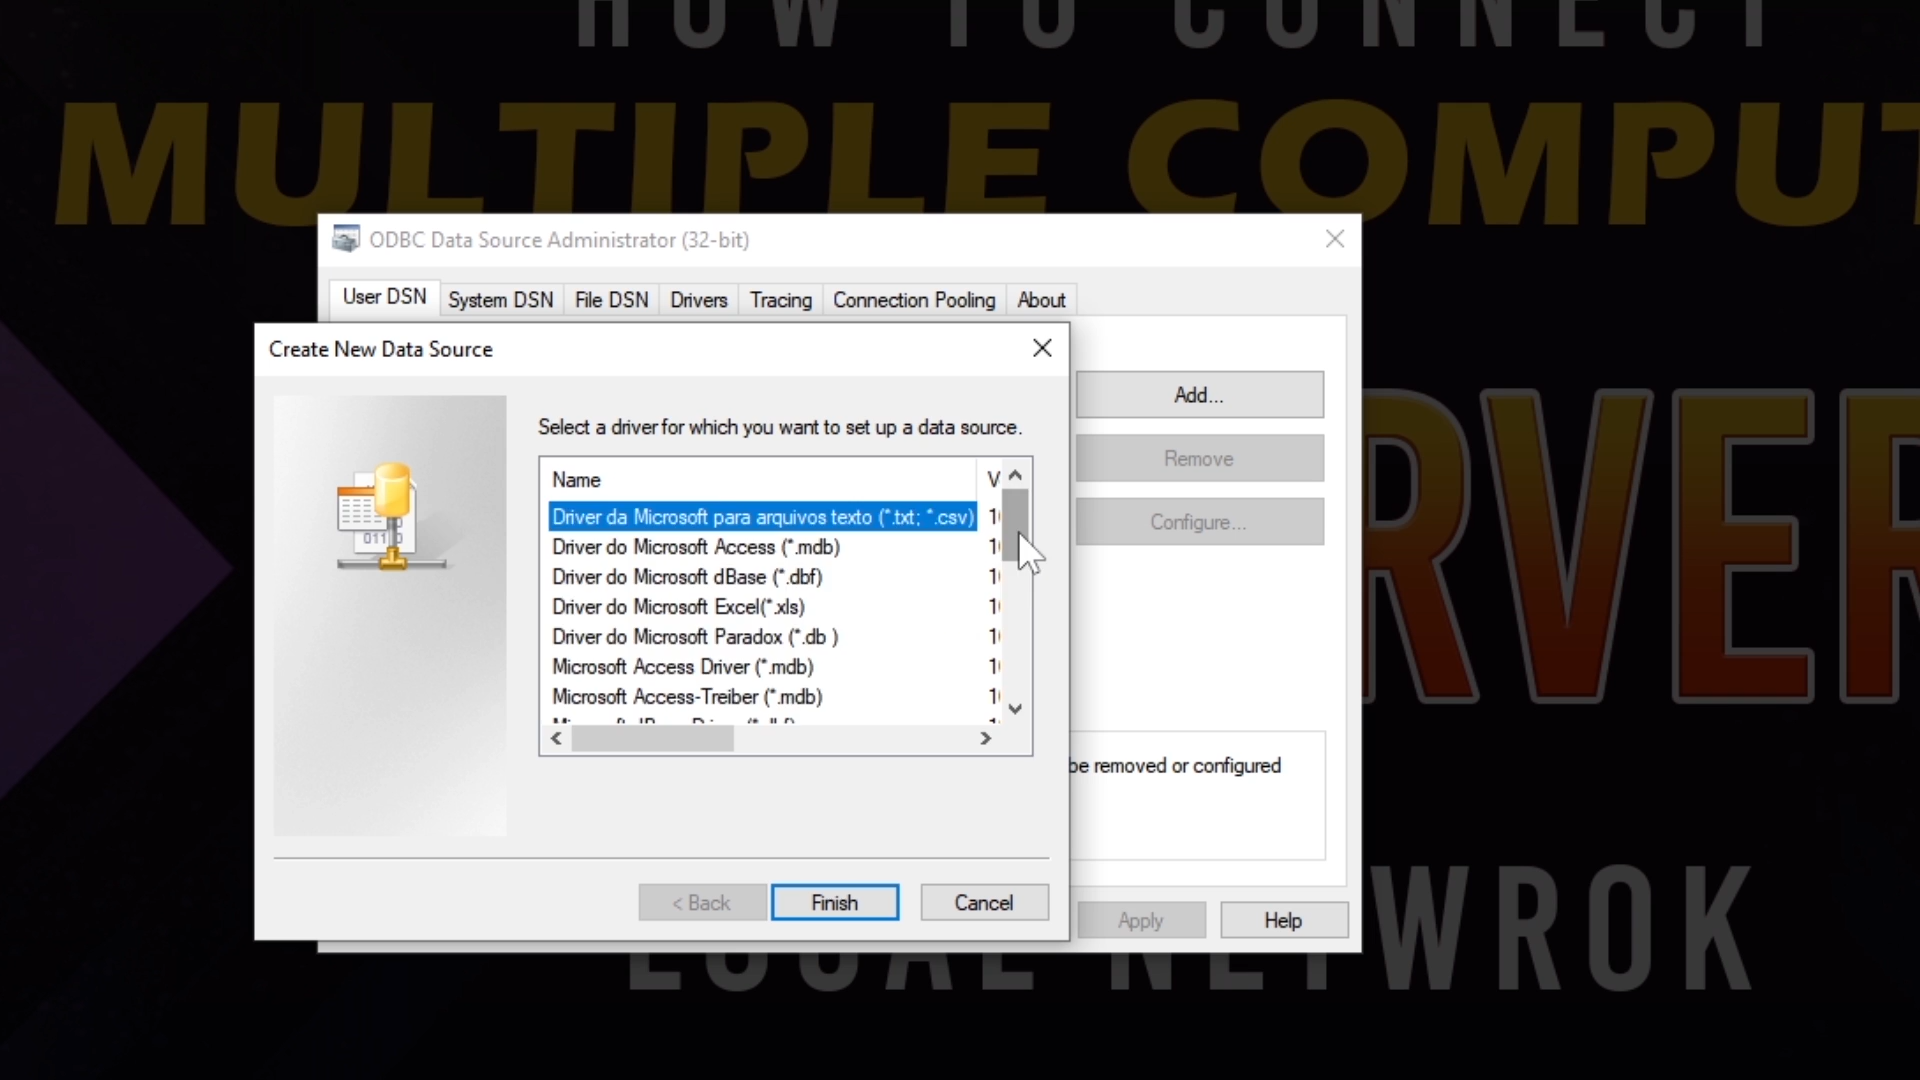 HOW TO CONNECT
MULTIPLE COMPUT
ODBC Data Source Administrator (32-bit)
User DSN System DSN File DSN Drivers Tracing Connection Pooling About
Create New Data Source
Add...
Select a driver for which you want to set up a data source.
Remove
Name
Configure...
Driver da Microsoft para arquivos texto (*.txt; *.csv)
Driver do Microsoft Access (*.mdb)
Driver do Microsoft dBase (*.dbf)
Driver do Microsoft Excel(*.xls)
Driver do Microsoft Paradox (*.db )
Microsoft Access Driver (*.mdb)
Microsoft Access-Treiber (*.mdb)
RVER
be removed or configured
< Back Finish Cancel
Apply Help
LOCAL NETWROK